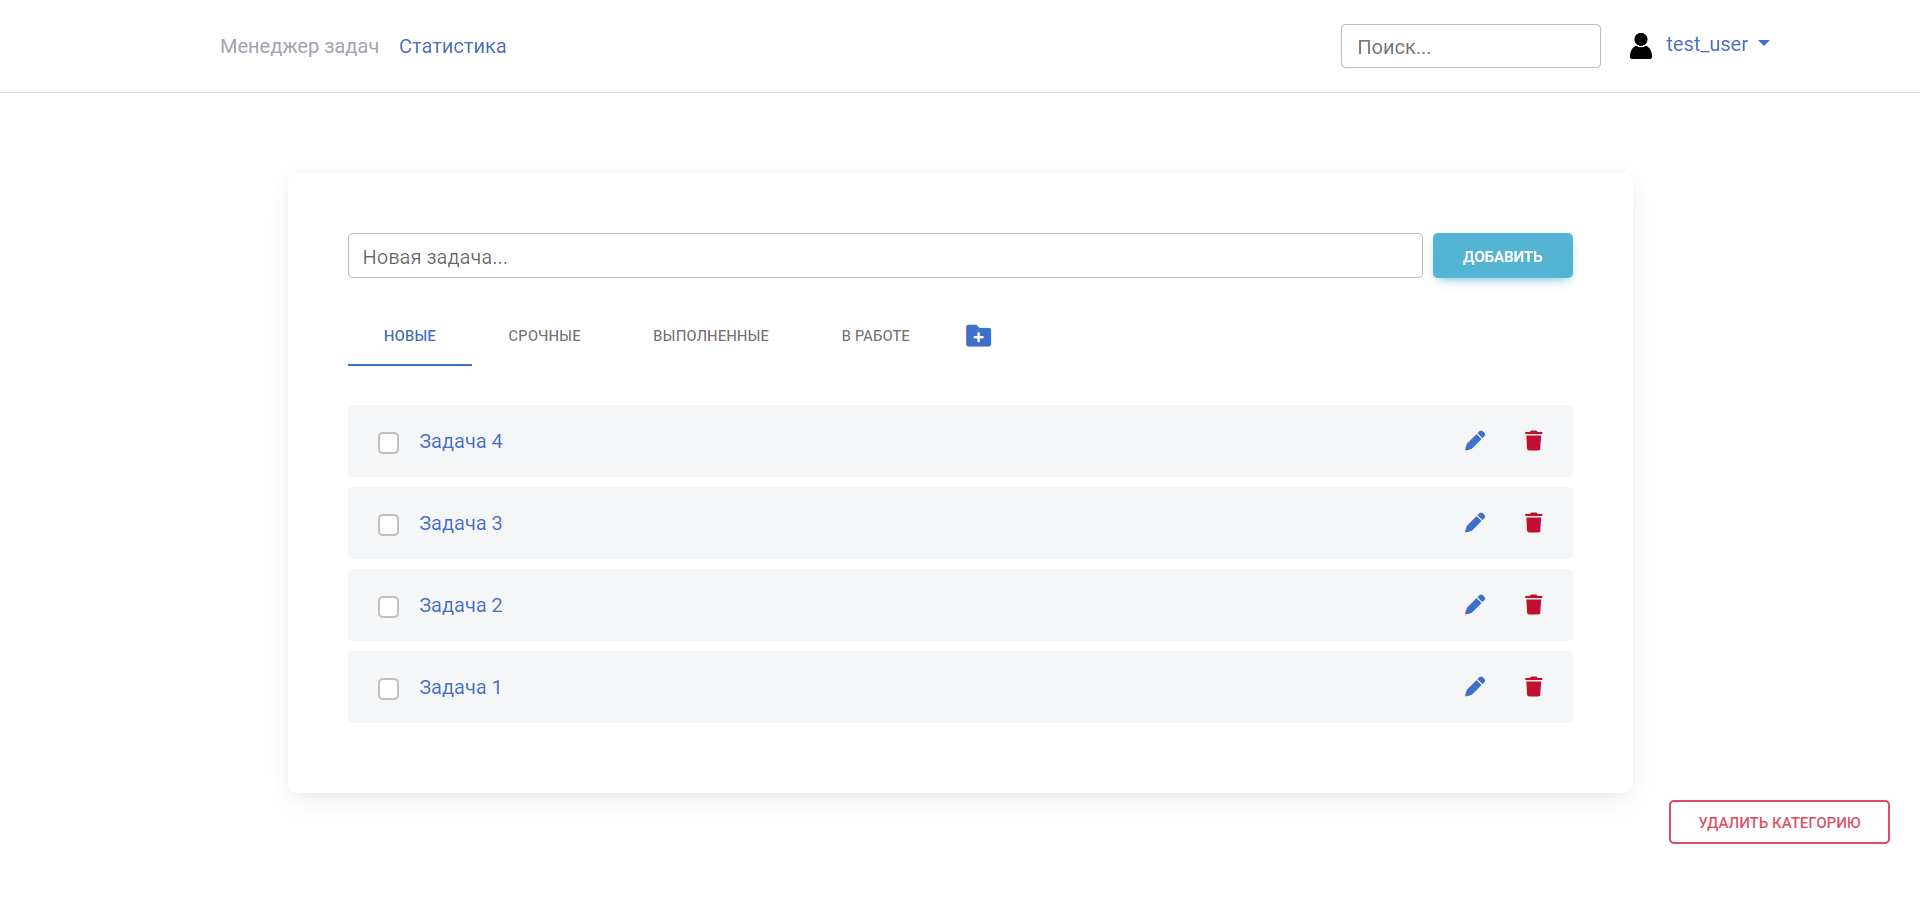 Менеджер задач Статистика Поиск... test_user
Новая задача... ДОБАВИТЬ
НОВЫЕ СРОЧНЫЕ ВЫПОЛНЕННЫЕ В РАБОТЕ
Задача 4
Задача 3
Задача 2
Задача 1
УДАЛИТЬ КАТЕГОРИЮ